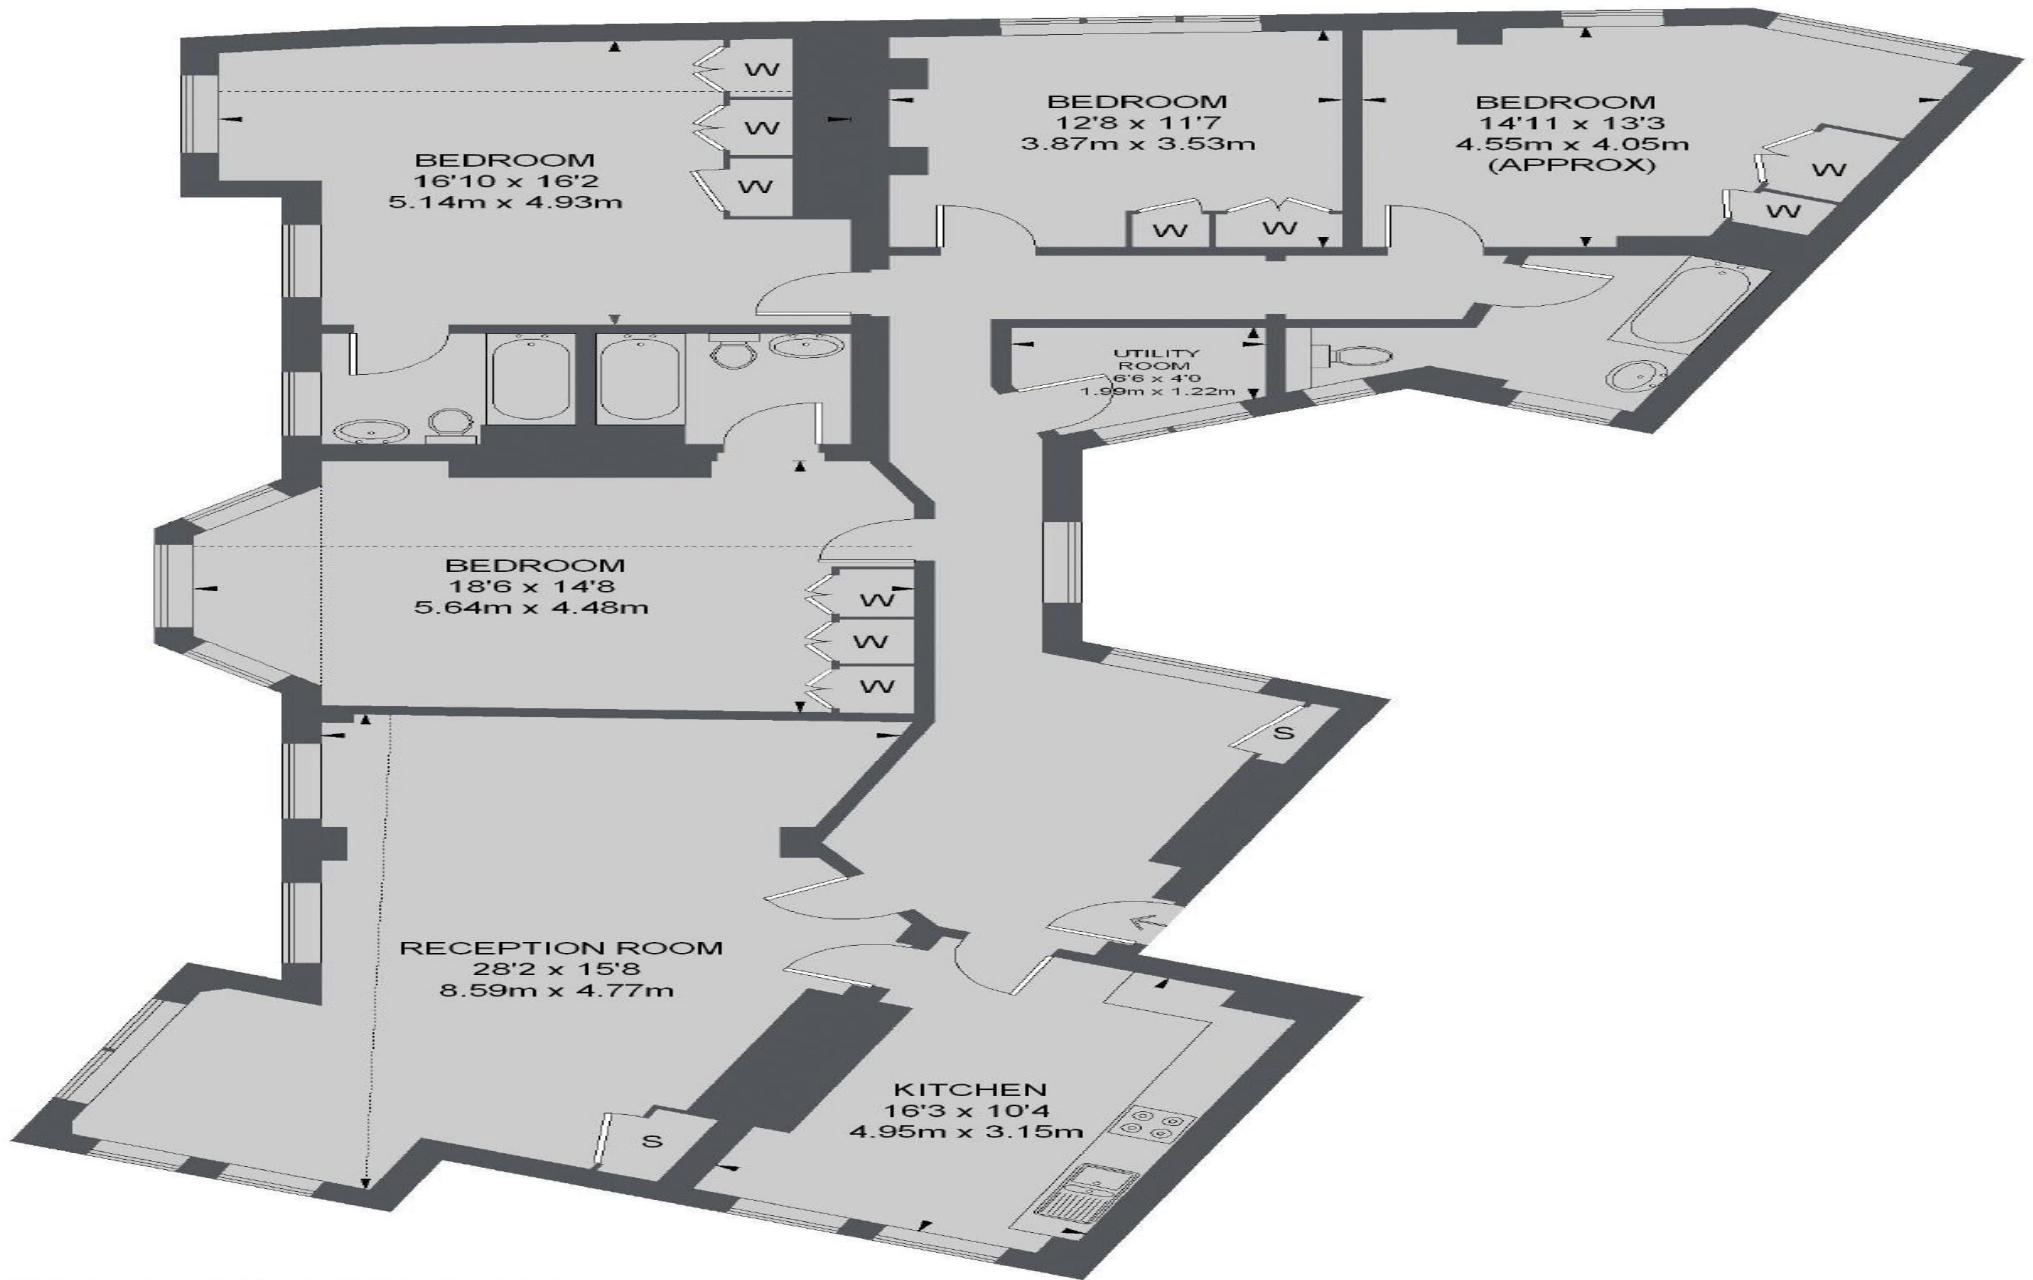 W
W
W
BEDROOM
16'10 x 16'2
5.14m x 4.93m
BEDROOM
12'8 x 11'7
3.87m x 3.53m
W
W
BEDROOM
14'11 x 13'3
4.55m x 4.05m
(APPROX)
W
W
UTILITY
ROOM
6'6 x 4'0
1.99m x 1.22m
BEDROOM
18'6 x 14'8
5.64m x 4.48m
W
W
W
S
RECEPTION ROOM
28'2 x 15'8
8.59m x 4.77m
S
KITCHEN
16'3 x 10'4
4.95m x 3.15m